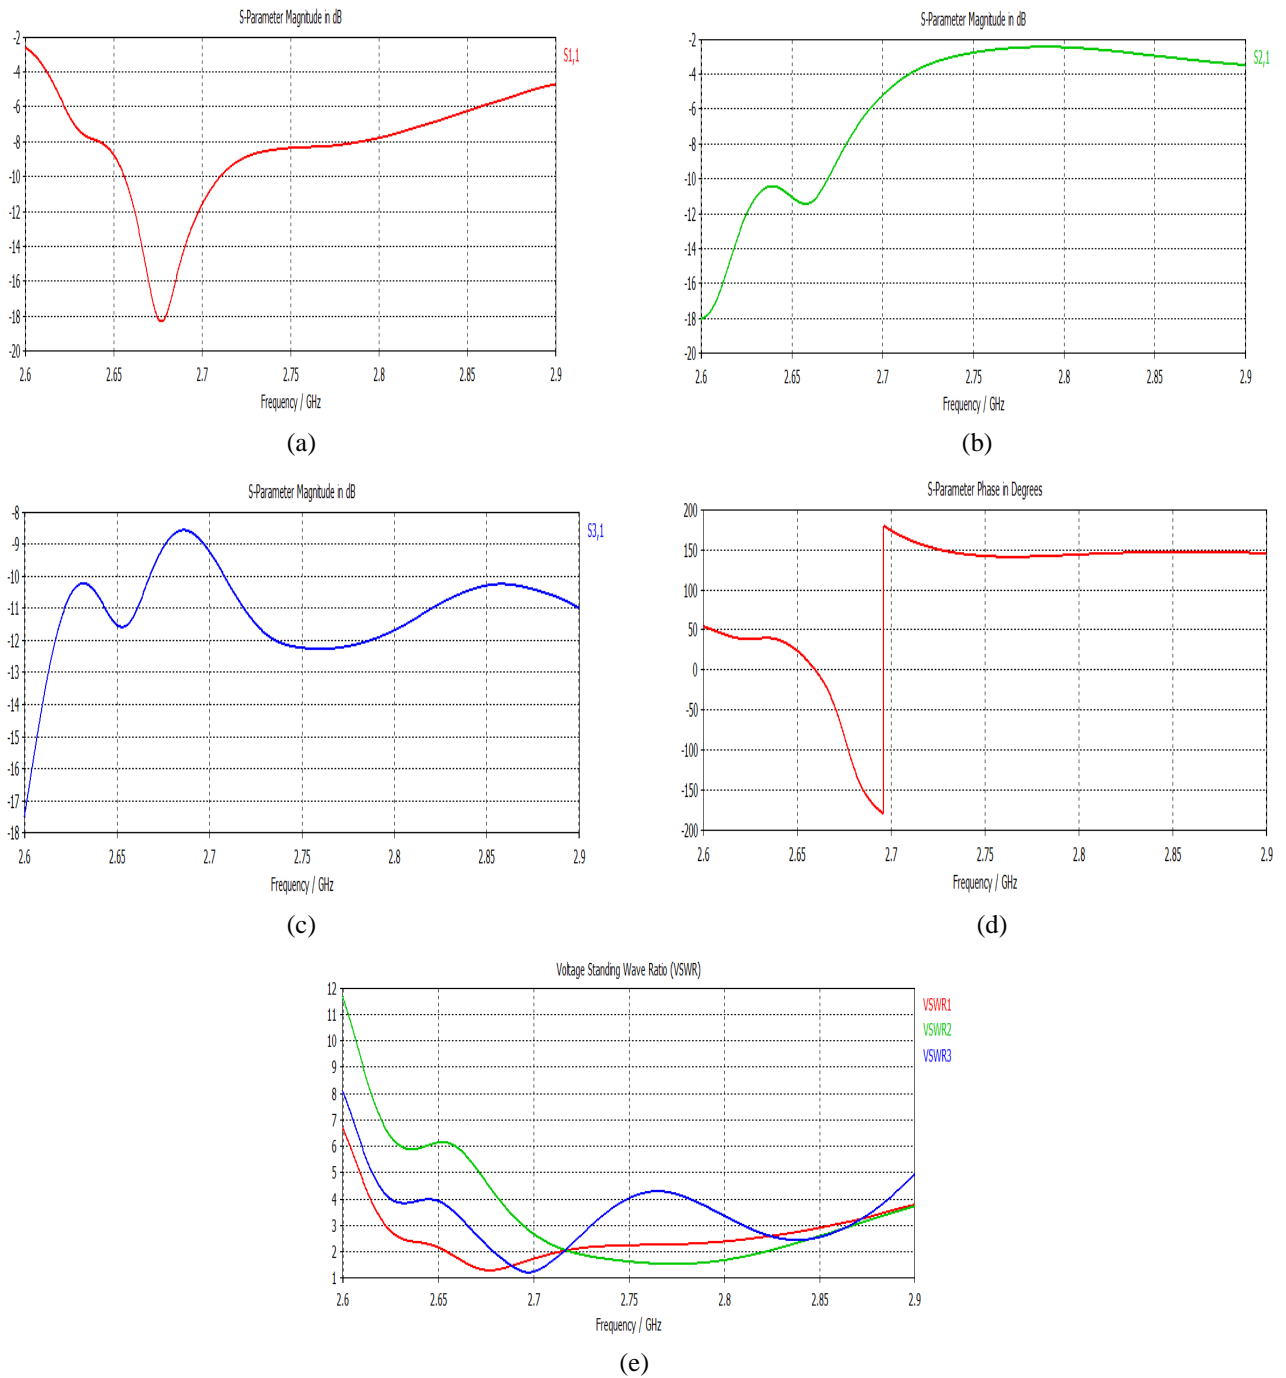 S-Parameter Magnitude in dB
S1,1
-2
-4
-6
-8
-10
-12
-14
-16
-18
-20
2.6 2.65 2.7 2.75 2.8 2.85 2.9
Frequency / GHz
(a)
S-Parameter Magnitude in dB
S2,1
-2
-4
-6
-8
-10
-12
-14
-16
-18
-20
2.6 2.65 2.7 2.75 2.8 2.85 2.9
Frequency / GHz
(b)
S-Parameter Magnitude in dB
S3,1
-8
-9
-10
-11
-12
-13
-14
-15
-16
-17
-18
2.6 2.65 2.7 2.75 2.8 2.85 2.9
Frequency / GHz
(c)
S-Parameter Phase in Degrees
200
150
100
50
0
-50
-100
-150
-200
2.6 2.65 2.7 2.75 2.8 2.85 2.9
Frequency / GHz
(d)
Voltage Standing Wave Ratio (VSWR)
VSWR1
VSWR2
VSWR3
12
11
10
9
8
7
6
5
4
3
2
1
2.6 2.65 2.7 2.75 2.8 2.85 2.9
Frequency / GHz
(e)